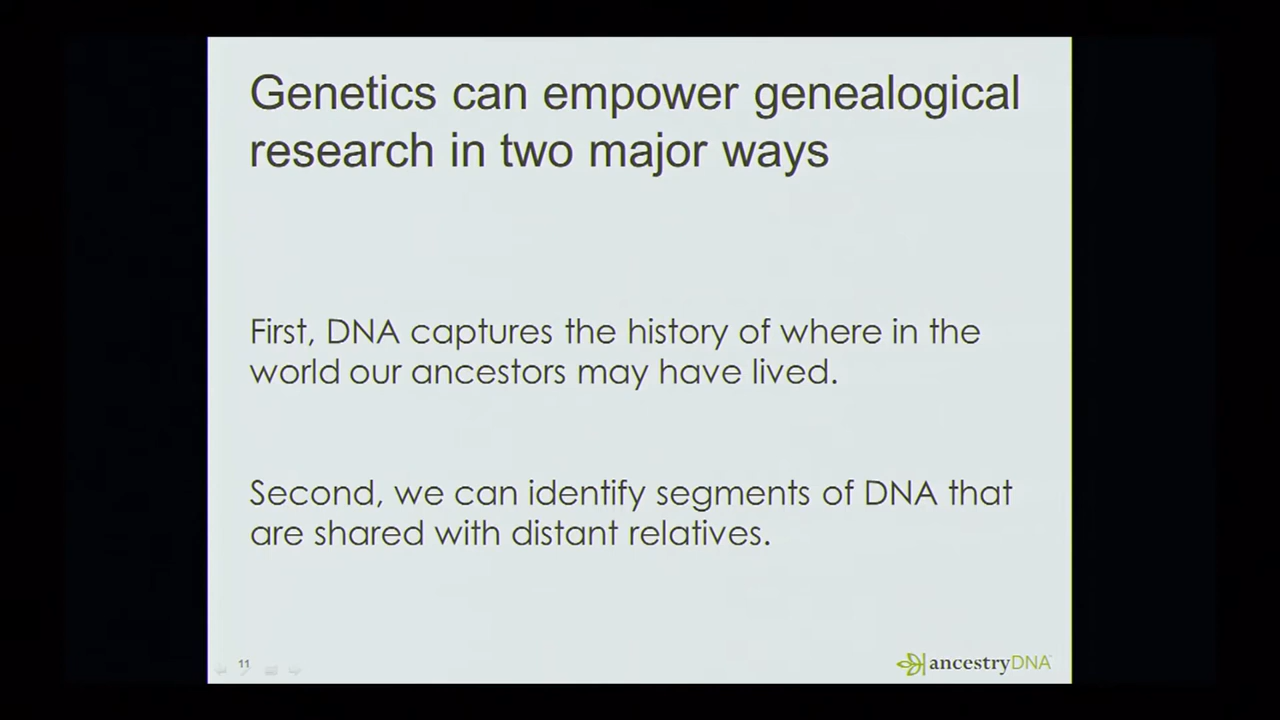 Genetics can empower genealogical
research in two major ways
First, DNA captures the history of where in the
world our ancestors may have lived.
Second, we can identify segments of DNA that
are shared with distant relatives.
11
ancestryDNA